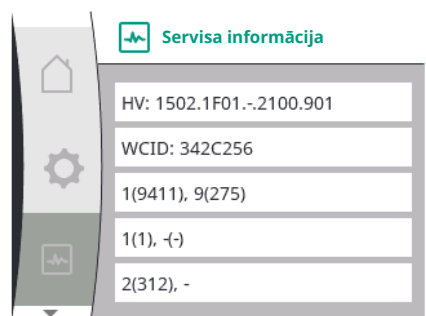 Servisa informācija
HV: 1502.1F01.-.2100.901
WCID: 342C256
1(9411), 9(275)
1(1), -(-)
2(312), -